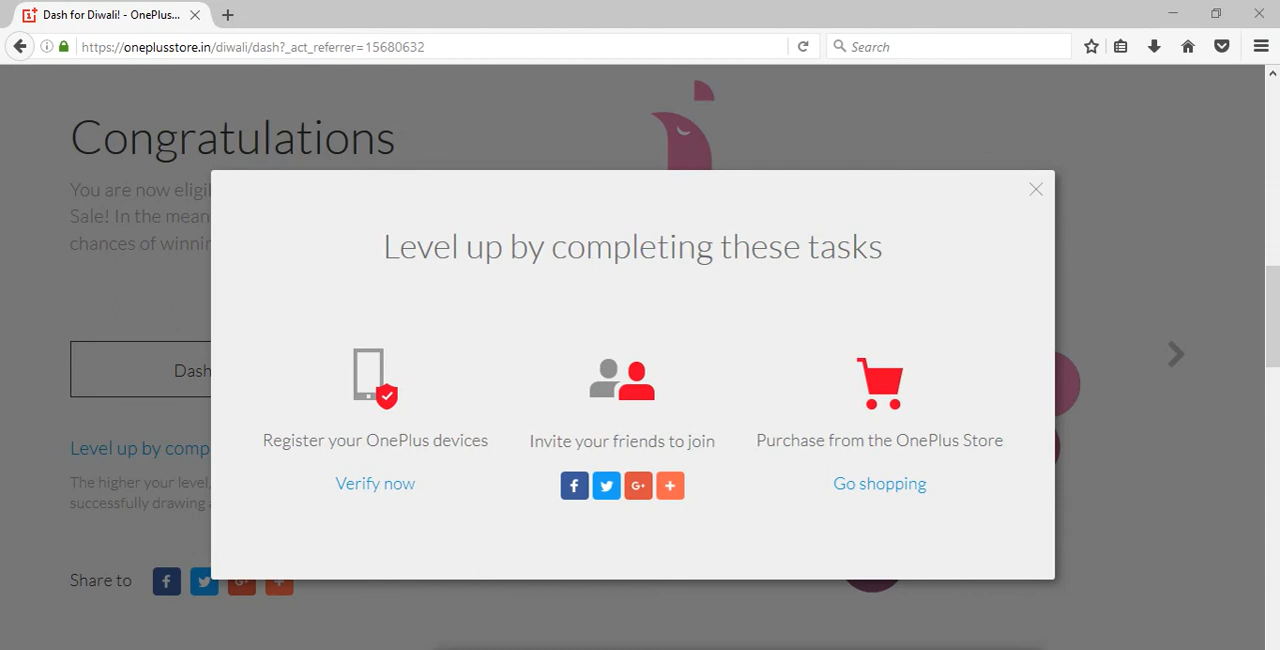 Dash for Diwali! - OnePlus...
https://oneplusstore.in/diwali/dash?_act_referrer=15680632
Search
Congratulations
You are now eligi
Sale! In the mean
chances of winnin
Level up by completing these tasks
Dash
Register your OnePlus devices
Invite your friends to join
Purchase from the OnePlus Store
Level up by comp
Verify now
Go shopping
The higher your level,
successfully drawing
Share to